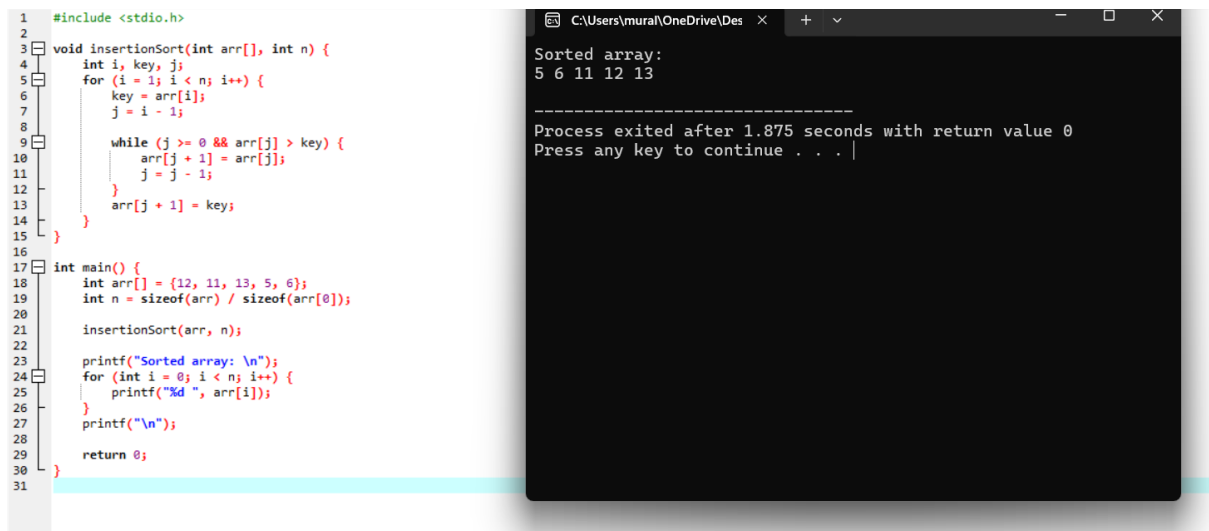 1 #include <stdio.h>
2
3 void insertionSort(int arr[], int n) {
4     int i, key, j;
5     for (i = 1; i < n; i++) {
6         key = arr[i];
7         j = i - 1;
8
9         while (j >= 0 && arr[j] > key) {
10             arr[j + 1] = arr[j];
11             j = j - 1;
12         }
13         arr[j + 1] = key;
14     }
15 }
16
17 int main() {
18     int arr[] = {12, 11, 13, 5, 6};
19     int n = sizeof(arr) / sizeof(arr[0]);
20
21     insertionSort(arr, n);
22
23     printf("Sorted array: \n");
24     for (int i = 0; i < n; i++) {
25         printf("%d ", arr[i]);
26     }
27     printf("\n");
28
29     return 0;
30 }
31
C:\Users\mural\OneDrive\Des
Sorted array:
5 6 11 12 13
--------------------------------
Process exited after 1.875 seconds with return value 0
Press any key to continue . . .